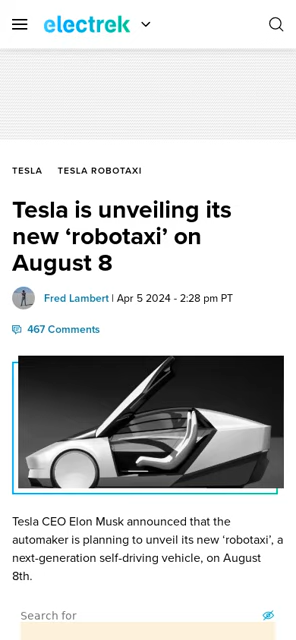 electrek
TESLA TESLA ROBOTAXI
Tesla is unveiling its
new ‘robotaxi’ on
August 8
Fred Lambert | Apr 5 2024 - 2:28 pm PT
467 Comments
Tesla CEO Elon Musk announced that the
automaker is planning to unveil its new ‘robotaxi’, a
next-generation self-driving vehicle, on August
8th.
Search for